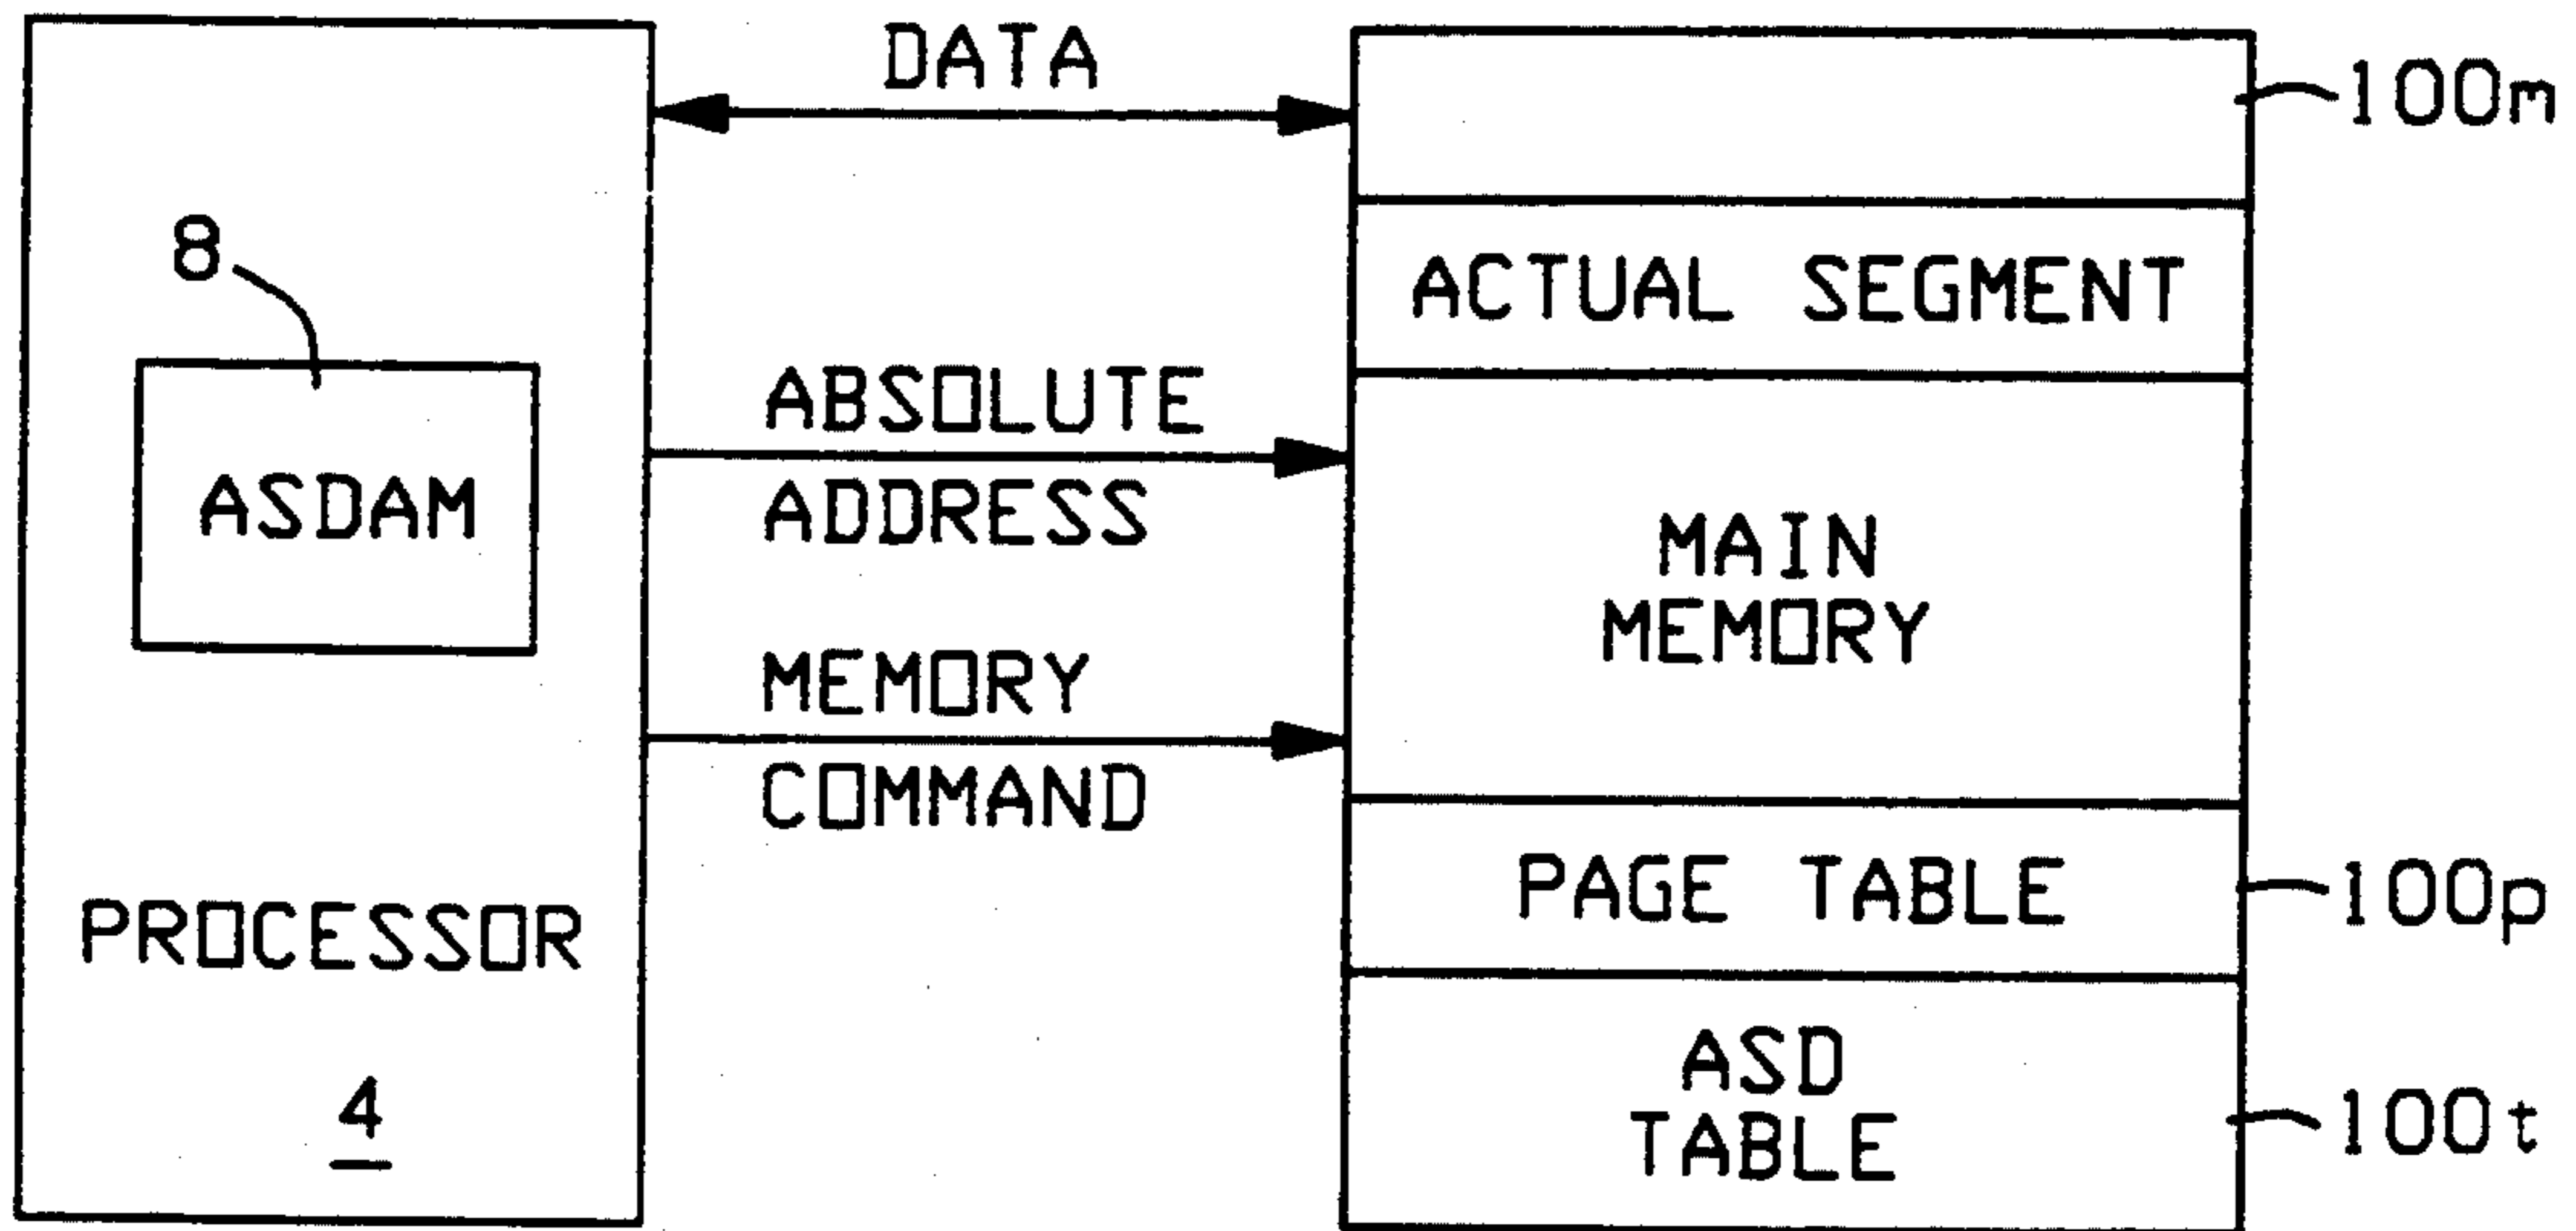 DATA
100m
8
ACTUAL SEGMENT
ABSOLUTE
ADDRESS
ASDAM
MAIN
MEMORY
MEMORY
COMMAND
PAGE TABLE
100p
PROCESSOR
ASD
TABLE
100t
4